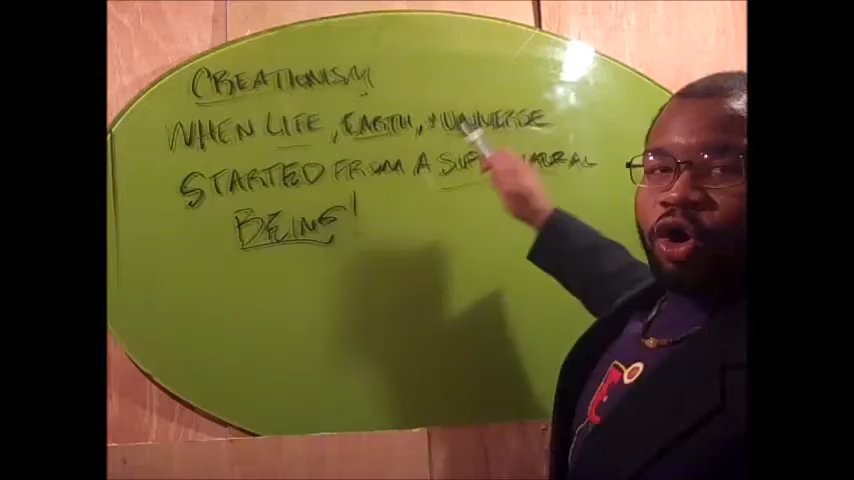 CREATIONISM
WHEN LIFE, EARTH, + UNIVERSE
STARTED FROM A
BEING!